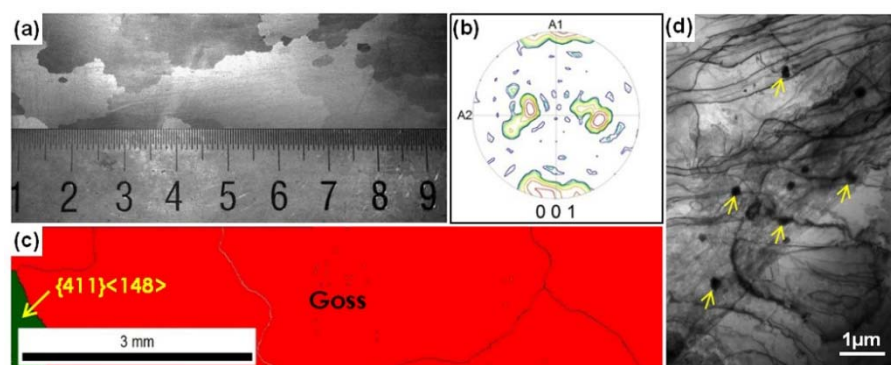 (a)
1 2 3 4 5 6 7 8 9
(b)
A1
A2
0 0 1
(c)
{411}<148>
Goss
3 mm
(d)
1μm